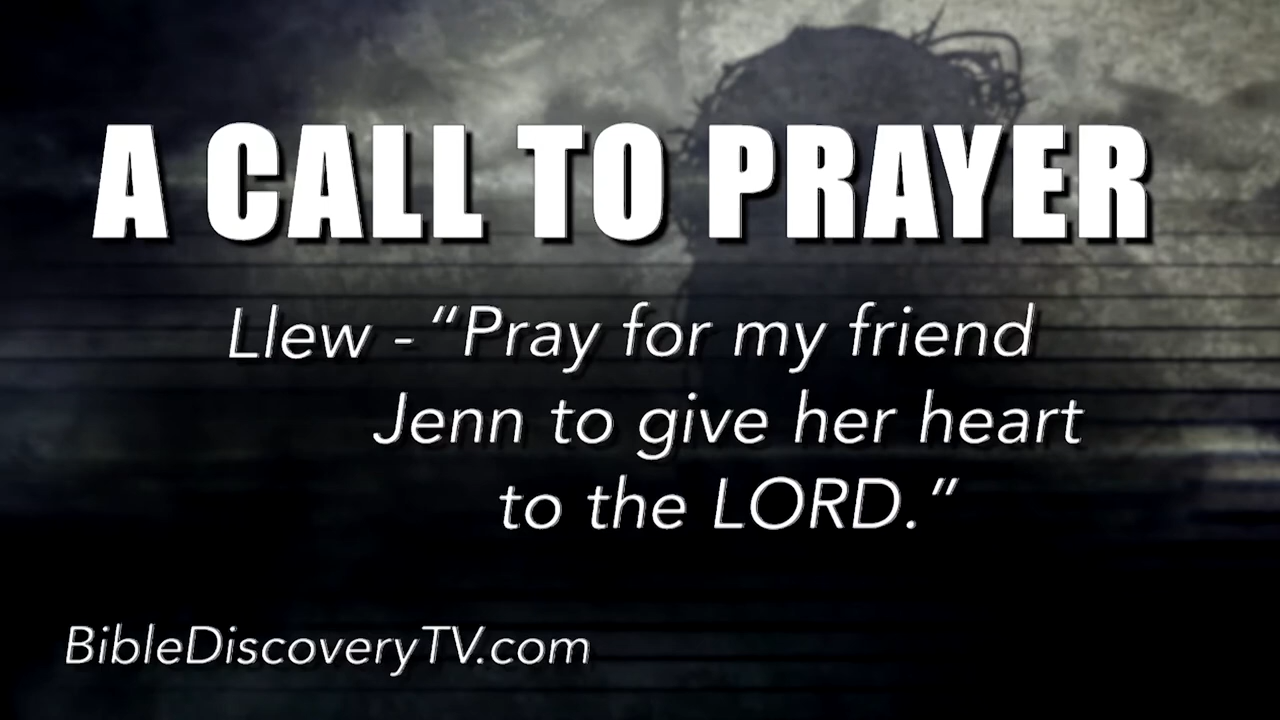 A CALL TO PRAYER
Llew - “Pray for my friend
Jenn to give her heart
to the LORD.”
BibleDiscoveryTV.com